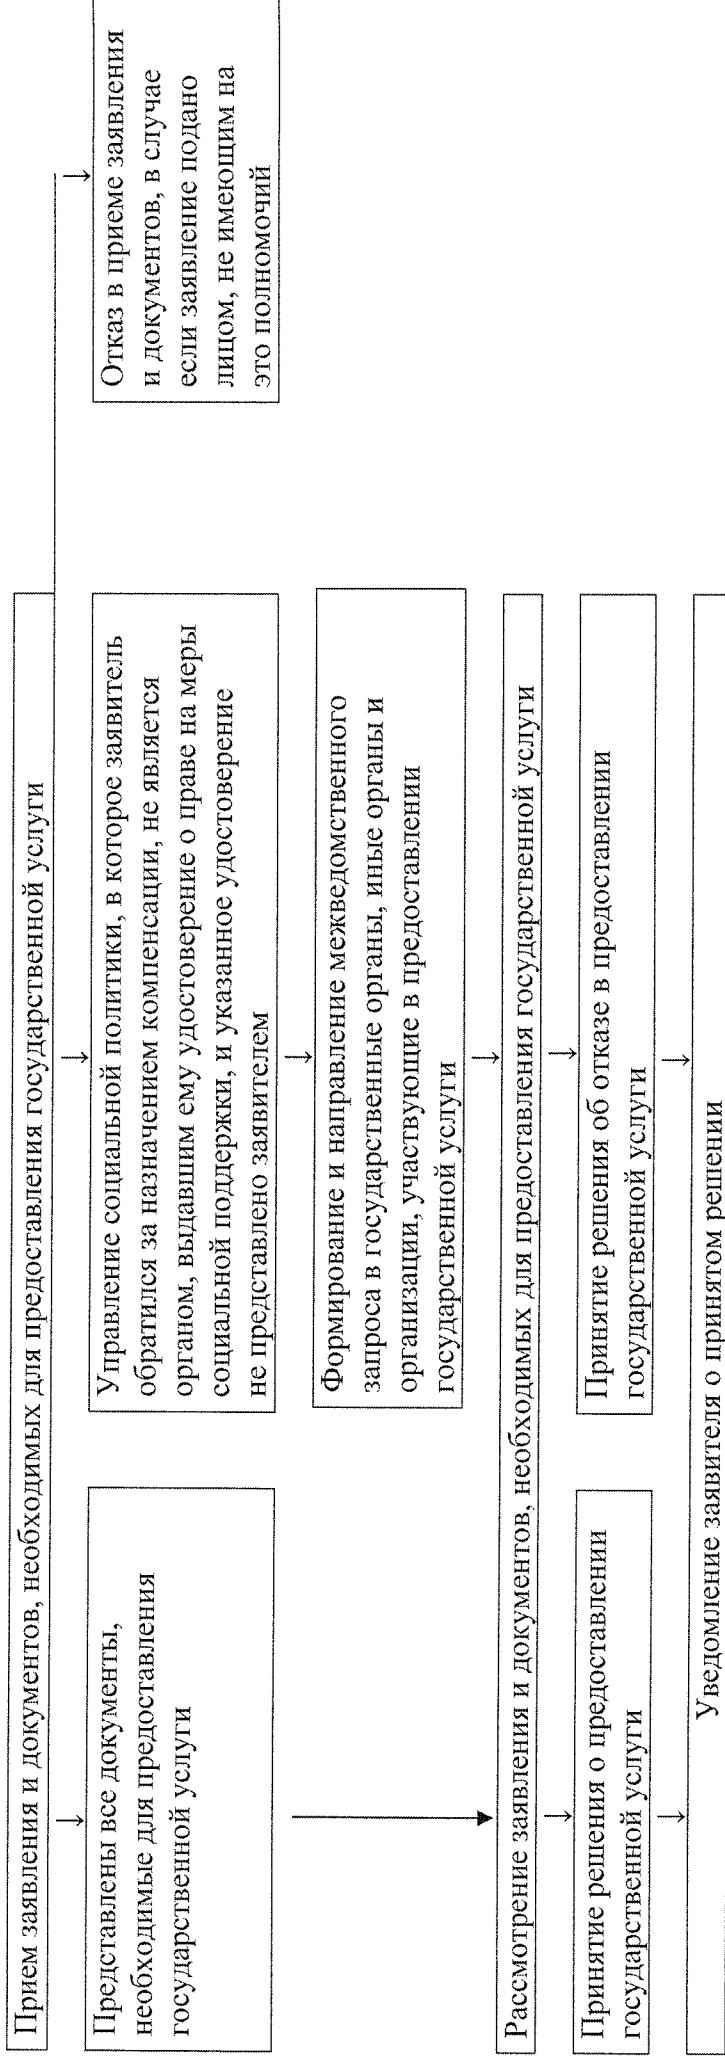 Прием заявления и документов, необходимых для предоставления государственной услуги
Представлены все документы,
необходимые для предоставления
государственной услуги
Управление социальной политики, в которое заявитель
обратился за назначением компенсации, не является
органом, выдавшим ему удостоверение о праве на меры
социальной поддержки, и указанное удостоверение
не представлено заявителем
Отказ в приеме заявления
и документов, в случае
если заявление подано
лицом, не имеющим на
это полномочий
Формирование и направление межведомственного
запроса в государственные органы, иные органы и
организации, участвующие в предоставлении
государственной услуги
Рассмотрение заявления и документов, необходимых для предоставления государственной услуги
Принятие решения о предоставлении
государственной услуги
Принятие решения об отказе в предоставлении
государственной услуги
Уведомление заявителя о принятом решении